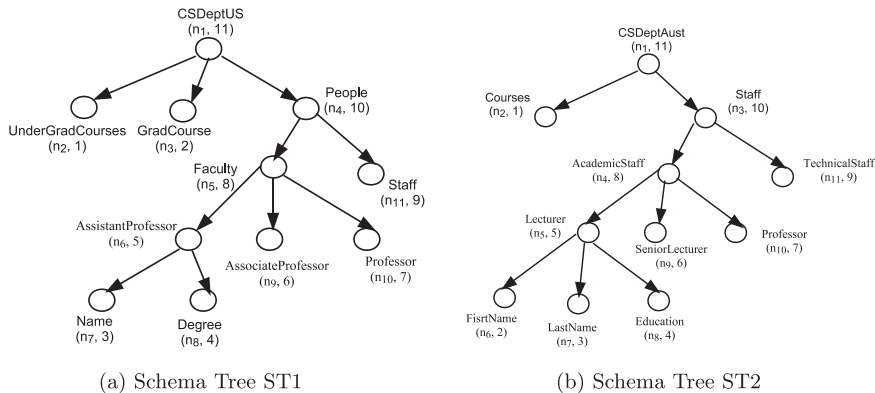 CSDeptUS
(n₁, 11)
People
(n₄, 10)
UnderGradCourses
(n₂, 1)
GradCourse
(n₃, 2)
Faculty
(n₅, 8)
Staff
(n₁₁, 9)
AssistantProfessor
(n₆, 5)
AssociateProfessor
(n₉, 6)
Professor
(n₁₀, 7)
Name
(n₇, 3)
Degree
(n₈, 4)
(a) Schema Tree ST1
CSDeptAust
(n₁, 11)
Courses
(n₂, 1)
Staff
(n₃, 10)
AcademicStaff
(n₄, 8)
TechnicalStaff
(n₁₁, 9)
Lecturer
(n₅, 5)
SeniorLecturer
(n₉, 6)
Professor
(n₁₀, 7)
FisrtName
(n₆, 2)
LastName
(n₇, 3)
Education
(n₈, 4)
(b) Schema Tree ST2